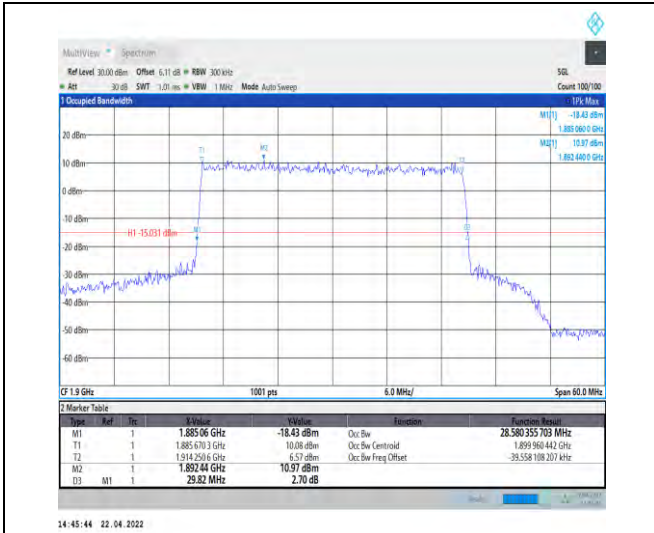 MultiView Spectrum
Ref Level 30.00 dBm Offset 6.11 dB RBW 300 kHz SGL
Att 30 dB SWT 1.01 ms VBW 1 MHz Mode Auto Sweep Count 100/100
1 Occupied Bandwidth 1Pk Max
M1[1] -18.43 dBm
1.885 060 0 GHz
M2[1] 10.97 dBm
1.892 440 0 GHz
20 dBm
T1 M2
10 dBm
0 dBm
-10 dBm
H1 -15.031 dBm M1
-20 dBm
-30 dBm
-40 dBm
-50 dBm
-60 dBm
CF 1.9 GHz 1001 pts 6.0 MHz/ Span 60.0 MHz
2 Marker Table
Type Ref Trc X-Value Y-Value Function Function Result
M1 1 1.885 06 GHz -18.43 dBm Occ Bw 28.580 355 703 MHz
T1 1 1.885 670 3 GHz 10.08 dBm Occ Bw Centroid 1.899 960 442 GHz
T2 1 1.914 250 6 GHz 6.57 dBm Occ Bw Freq Offset -39.558 108 207 kHz
M2 1 1.892 44 GHz 10.97 dBm
D3 M1 1 29.82 MHz 2.70 dB
14:45:44 22.04.2022